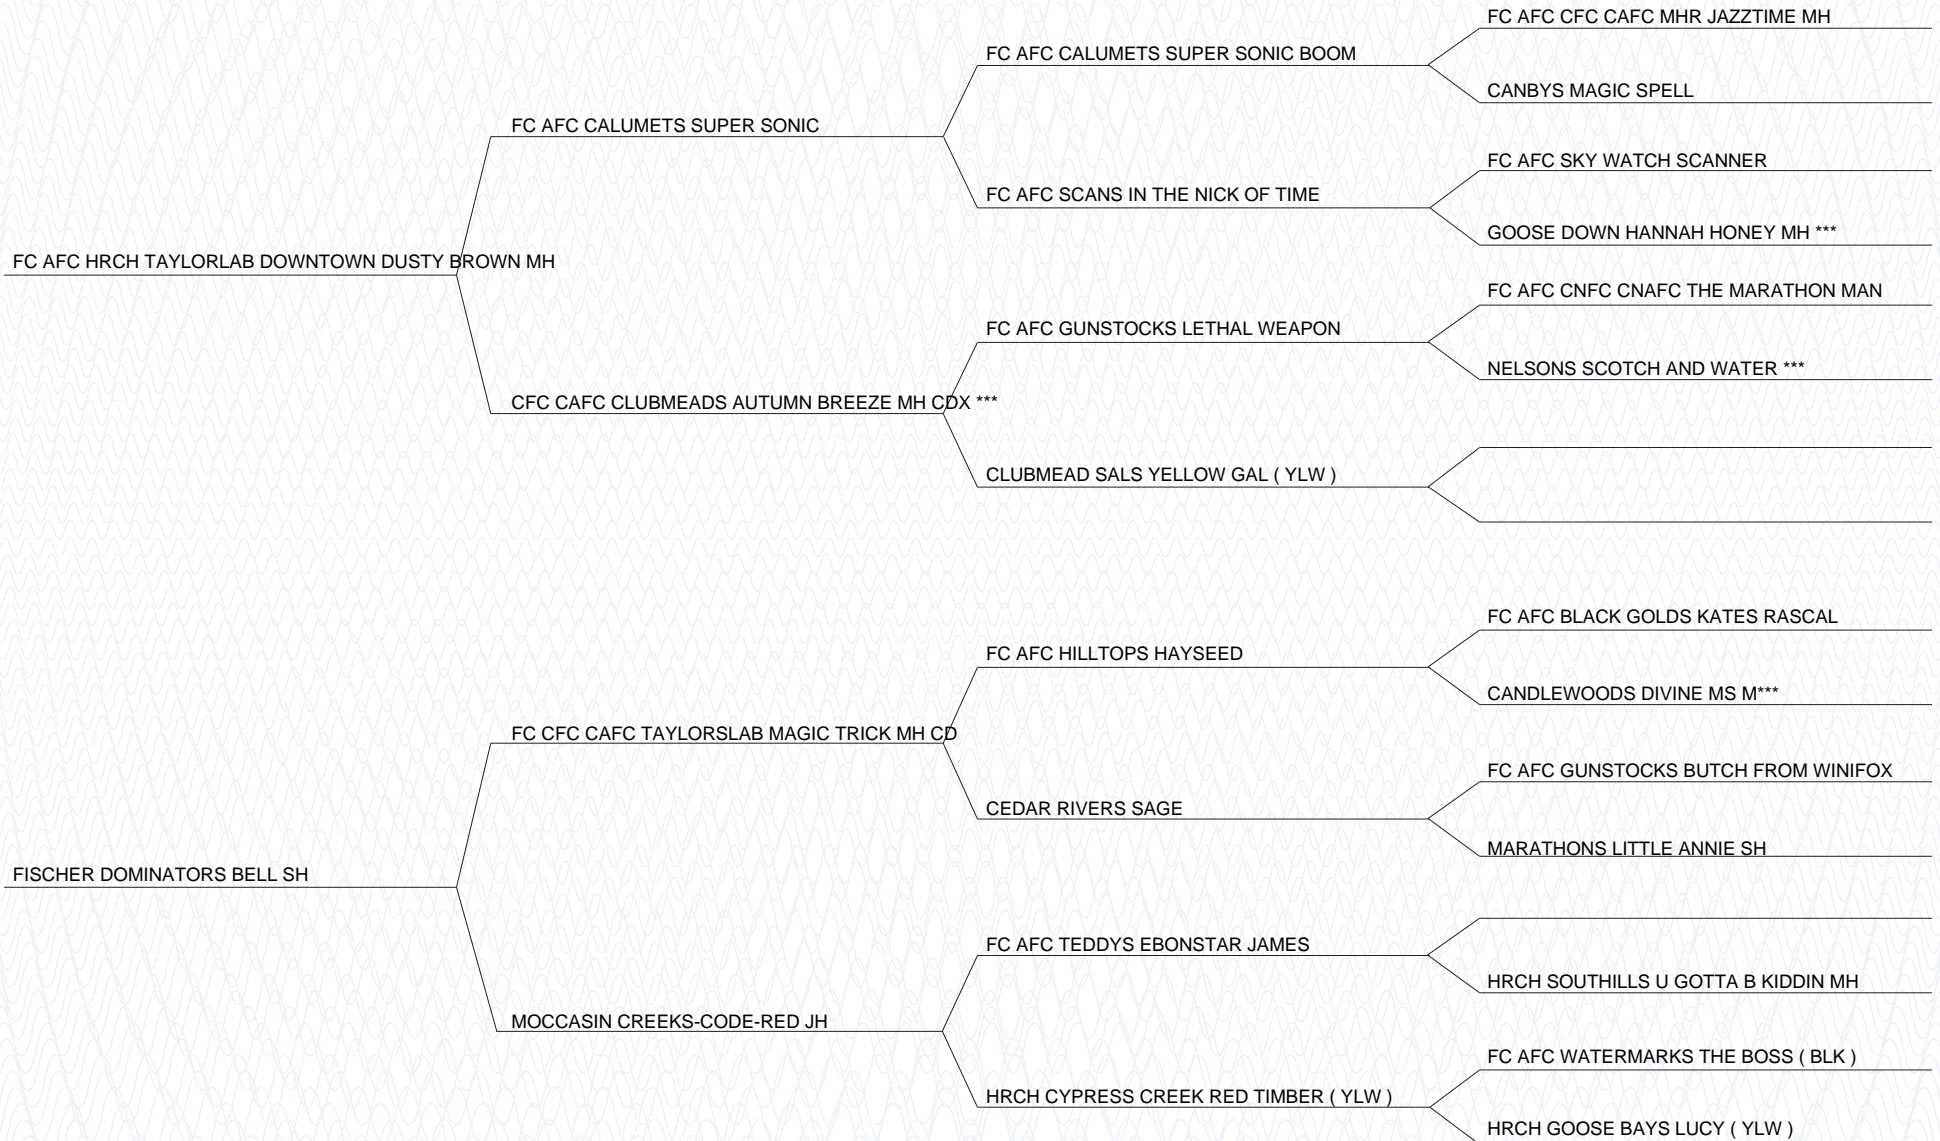 FC AFC CFC CAFC MHR JAZZTIME MH
FC AFC CALUMETS SUPER SONIC BOOM
CANBYS MAGIC SPELL
FC AFC CALUMETS SUPER SONIC
FC AFC SKY WATCH SCANNER
FC AFC SCANS IN THE NICK OF TIME
GOOSE DOWN HANNAH HONEY MH ***
FC AFC HRCH TAYLORLAB DOWNTOWN DUSTY BROWN MH
FC AFC CNFC CNAFC THE MARATHON MAN
FC AFC GUNSTOCKS LETHAL WEAPON
NELSONS SCOTCH AND WATER ***
CFC CAFC CLUBMEADS AUTUMN BREEZE MH CDX ***
CLUBMEAD SALS YELLOW GAL ( YLW )
FC AFC BLACK GOLDS KATES RASCAL
FC AFC HILLTOPS HAYSEED
CANDLEWOODS DIVINE MS M***
FC CFC CAFC TAYLORSLAB MAGIC TRICK MH CD
FC AFC GUNSTOCKS BUTCH FROM WINIFOX
CEDAR RIVERS SAGE
MARATHONS LITTLE ANNIE SH
FISCHER DOMINATORS BELL SH
FC AFC TEDDYS EBONSTAR JAMES
HRCH SOUTHILLS U GOTTA B KIDDIN MH
MOCCASIN CREEKS-CODE-RED JH
FC AFC WATERMARKS THE BOSS ( BLK )
HRCH CYPRESS CREEK RED TIMBER ( YLW )
HRCH GOOSE BAYS LUCY ( YLW )